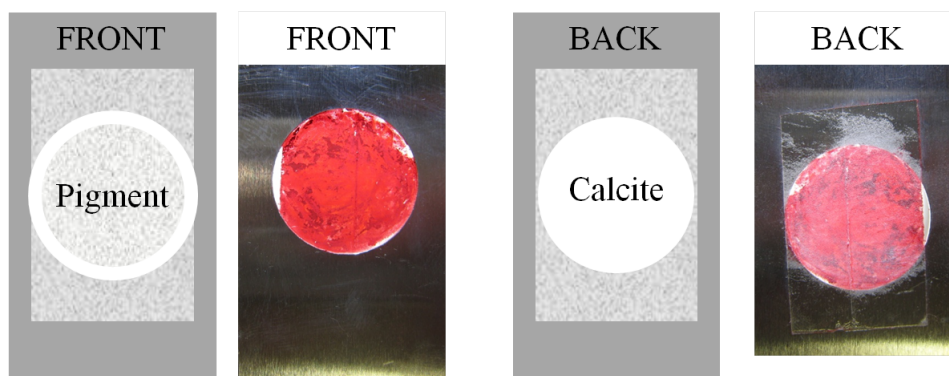 FRONT
FRONT
BACK
BACK
Pigment
Calcite